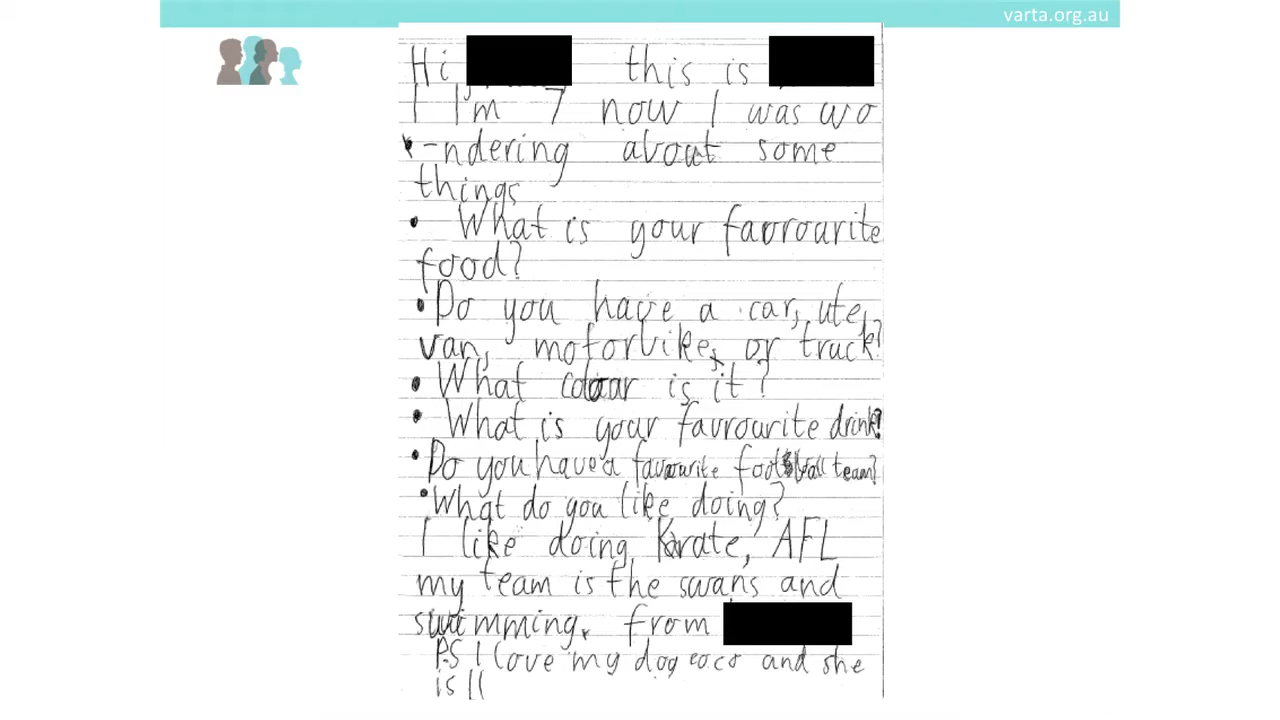 varta.org.au
Hi this is
I I'm 7 now I was wo
-ndering about some
things
• What is your favourite
food?
• Do you have a car, ute,
van, motorbike, or truck?
• What colour is it?
• What is your favourite drink?
• Do you have a favourite football team?
• What do you like doing?
I like doing Karate, AFL
my team is the swans and
swimming. from
P.S I love my dog coco and she
is 11